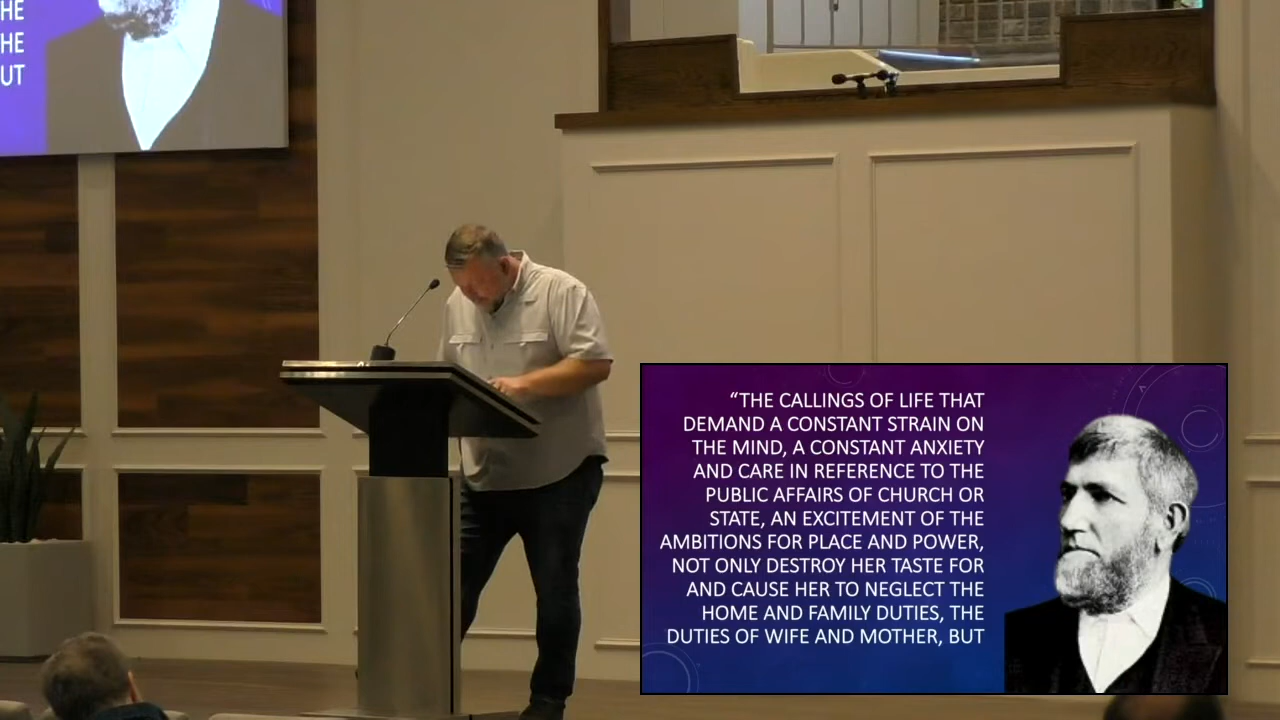 HE
HE
UT
“THE CALLINGS OF LIFE THAT
DEMAND A CONSTANT STRAIN ON
THE MIND, A CONSTANT ANXIETY
AND CARE IN REFERENCE TO THE
PUBLIC AFFAIRS OF CHURCH OR
STATE, AN EXCITEMENT OF THE
AMBITIONS FOR PLACE AND POWER,
NOT ONLY DESTROY HER TASTE FOR
AND CAUSE HER TO NEGLECT THE
HOME AND FAMILY DUTIES, THE
DUTIES OF WIFE AND MOTHER, BUT